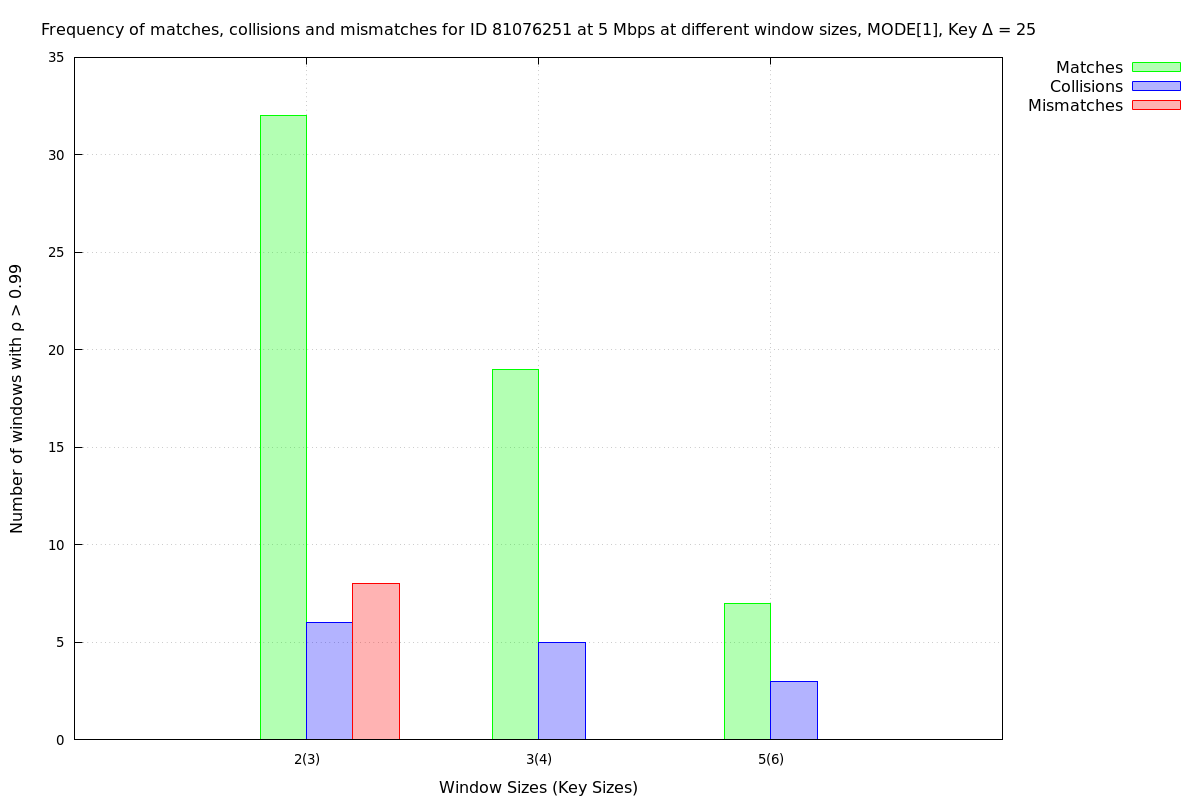 Frequency of matches, collisions and mismatches for ID 81076251 at 5 Mbps at different window sizes, MODE[1], Key Δ = 25
Matches
Collisions
Mismatches
Number of windows with ρ > 0.99
35
30
25
20
15
10
5
0
2(3)
3(4)
5(6)
Window Sizes (Key Sizes)